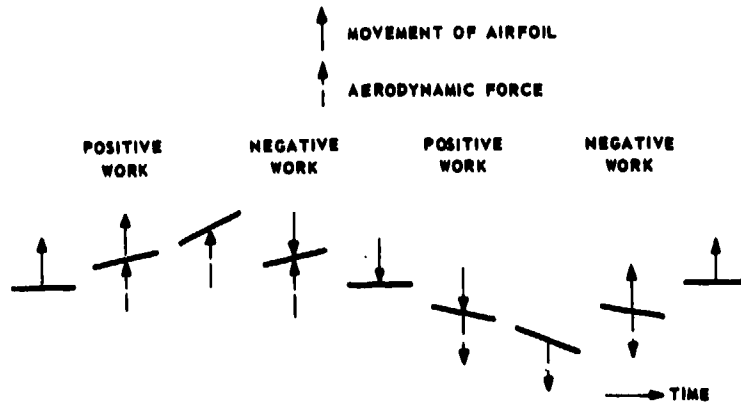 MOVEMENT OF AIRFOIL
AERODYNAMIC FORCE
POSITIVE
WORK
NEGATIVE
WORK
POSITIVE
WORK
NEGATIVE
WORK
TIME